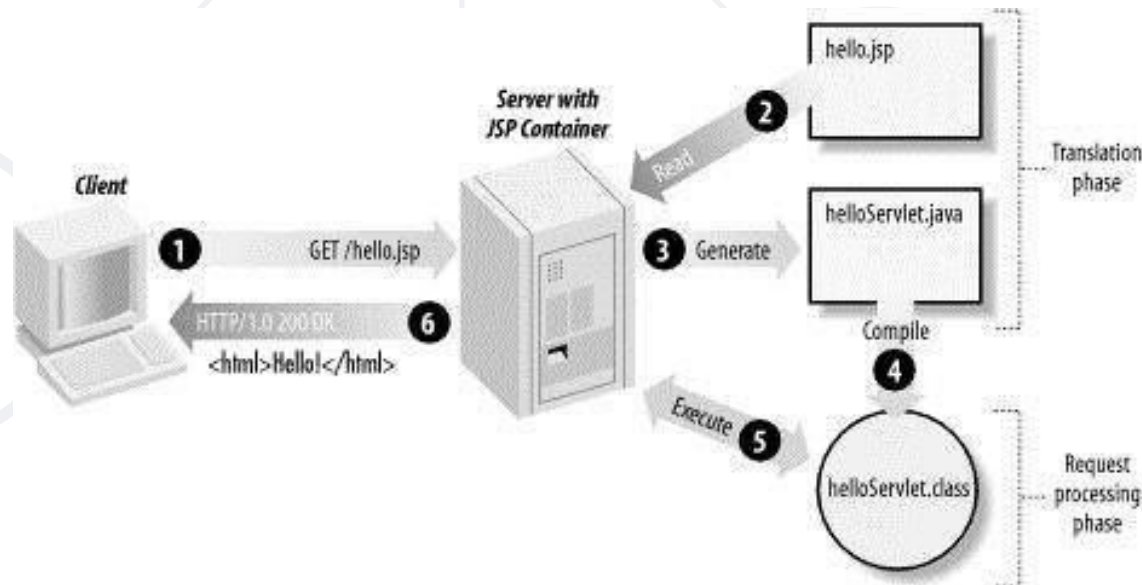 hello.jsp
Server with
JSP Container
2
Read
Translation
phase
Client
helloServlet.java
1
GET /hello.jsp
3
Generate
HTTP/1.0 200 OK
6
<html>Hello!</html>
Compile
4
Execute
5
helloServlet.class
Request
processing
phase